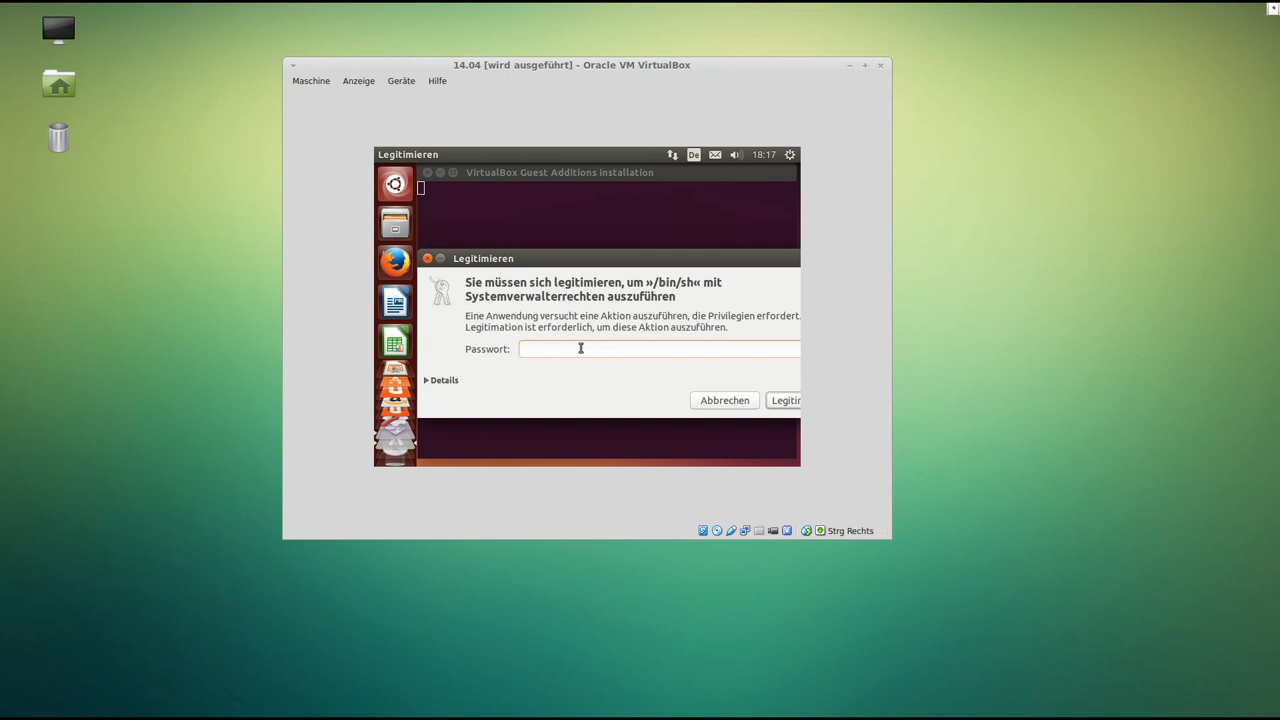 14.04 [wird ausgeführt] - Oracle VM VirtualBox
Maschine Anzeige Geräte Hilfe
Legitimieren De 18:17
VirtualBox Guest Additions installation
Legitimieren
Sie müssen sich legitimieren, um »/bin/sh« mit
Systemverwalterrechten auszuführen
Eine Anwendung versucht eine Aktion auszuführen, die Privilegien erfordert.
Legitimation ist erforderlich, um diese Aktion auszuführen.
Passwort:
Details
Abbrechen Legitin
Strg Rechts